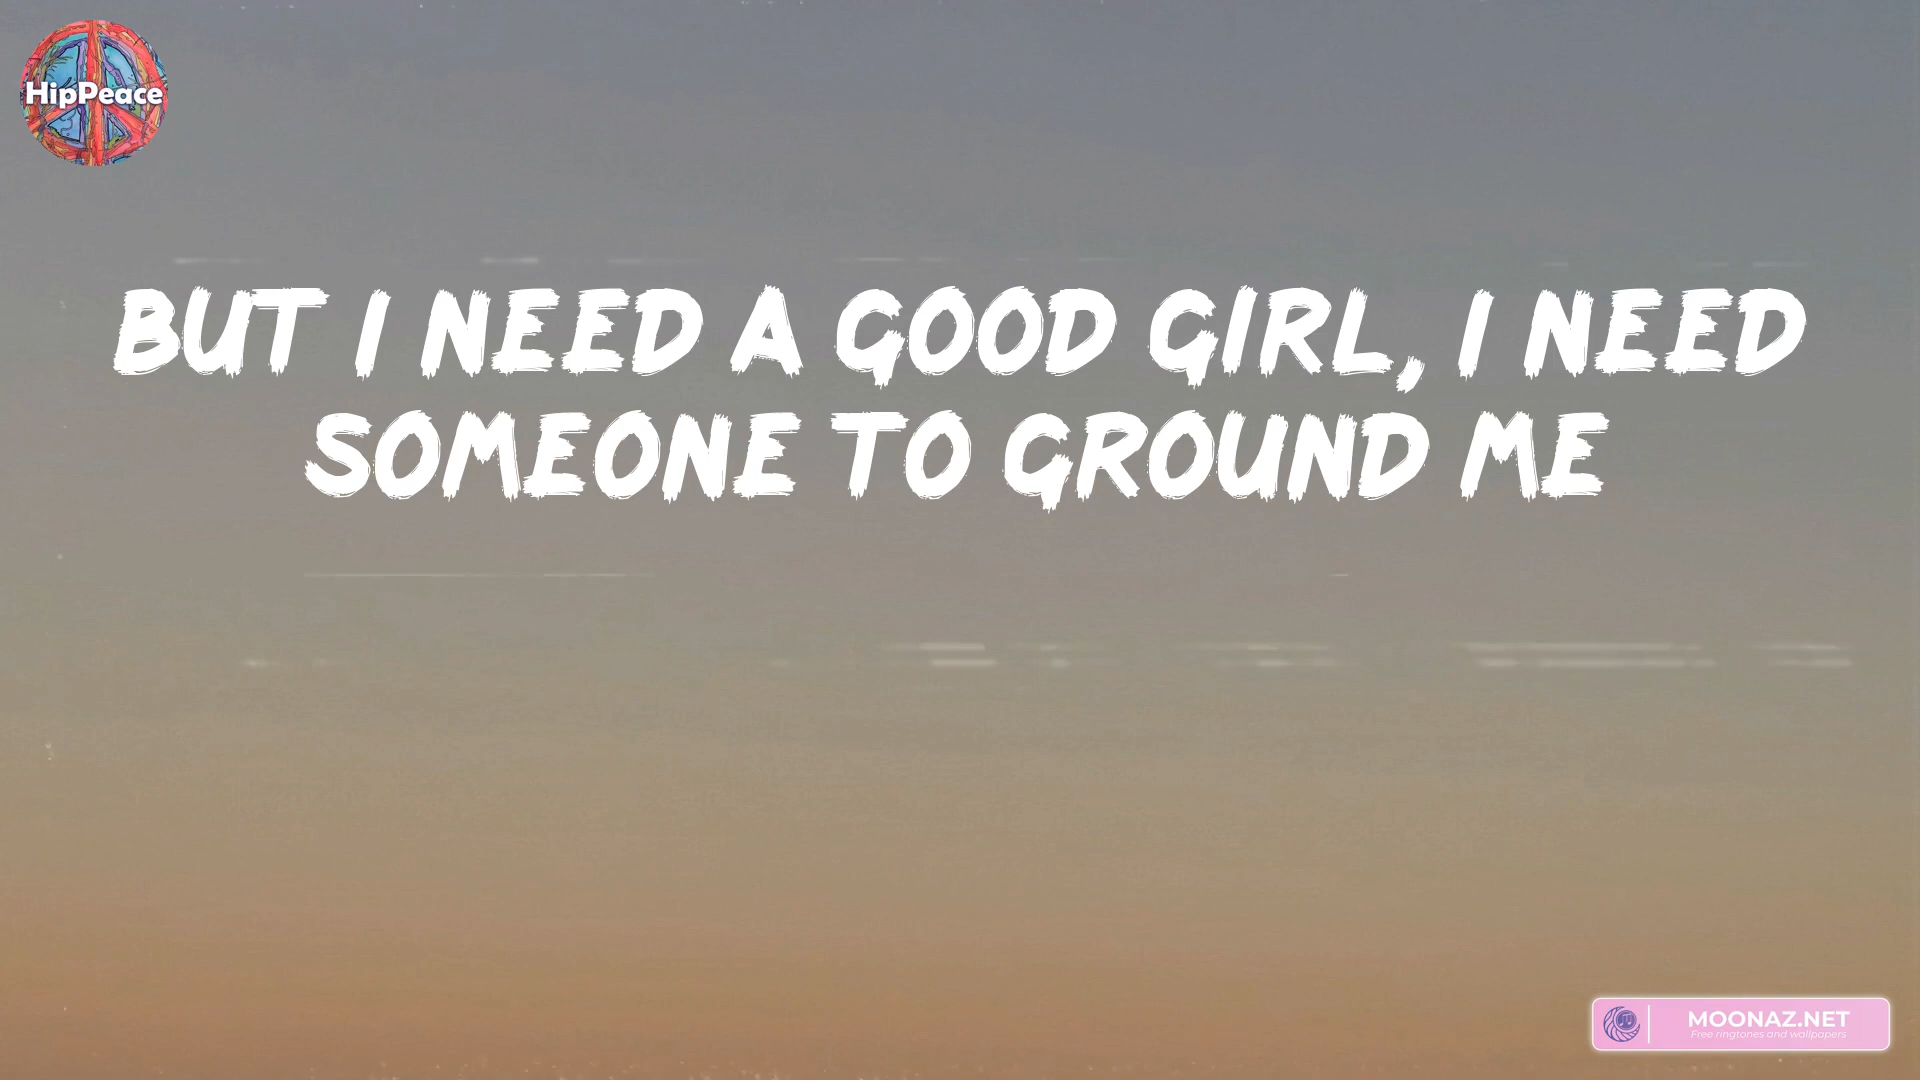 HipPeace
BUT I NEED A GOOD GIRL, I NEED
SOMEONE TO GROUND ME
MOONAZ.NET
Free ringtones and wallpapers